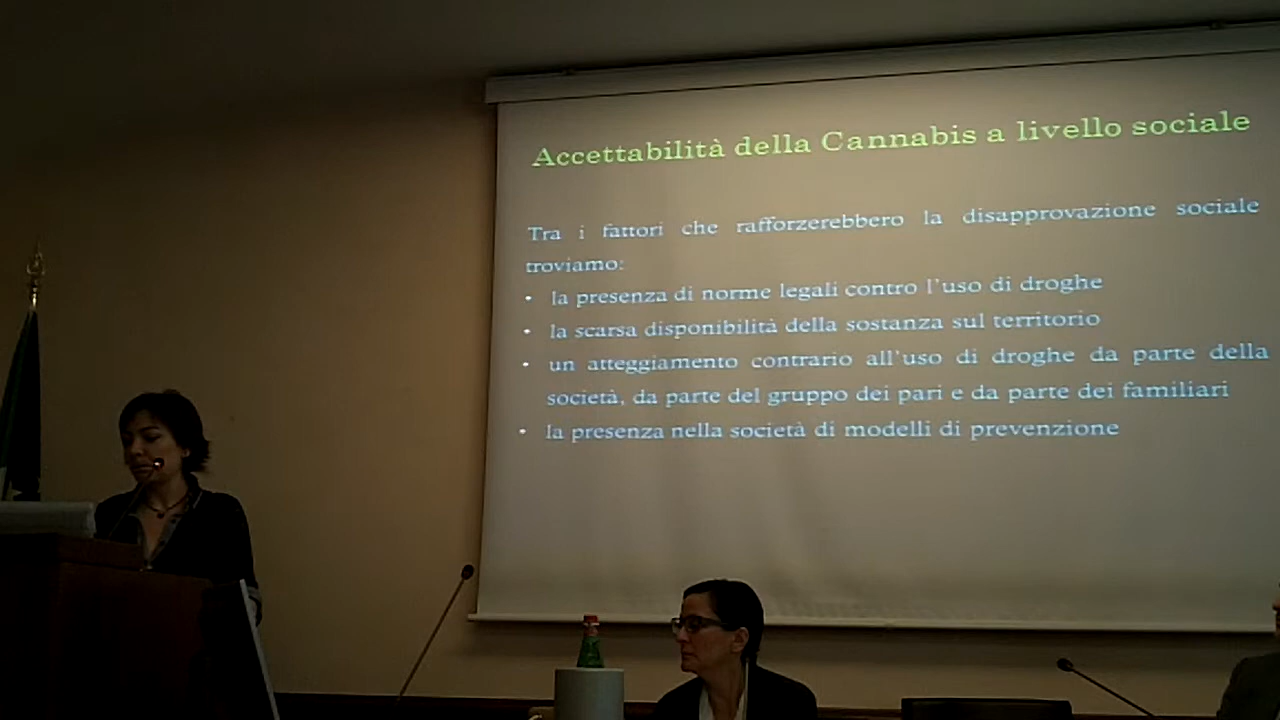 Accettabilità della Cannabis a livello sociale
Tra i fattori che rafforzerebbero la disapprovazione sociale
troviamo:
• la presenza di norme legali contro l'uso di droghe
• la scarsa disponibilità della sostanza sul territorio
• un atteggiamento contrario all'uso di droghe da parte della
società, da parte del gruppo dei pari e da parte dei familiari
• la presenza nella società di modelli di prevenzione